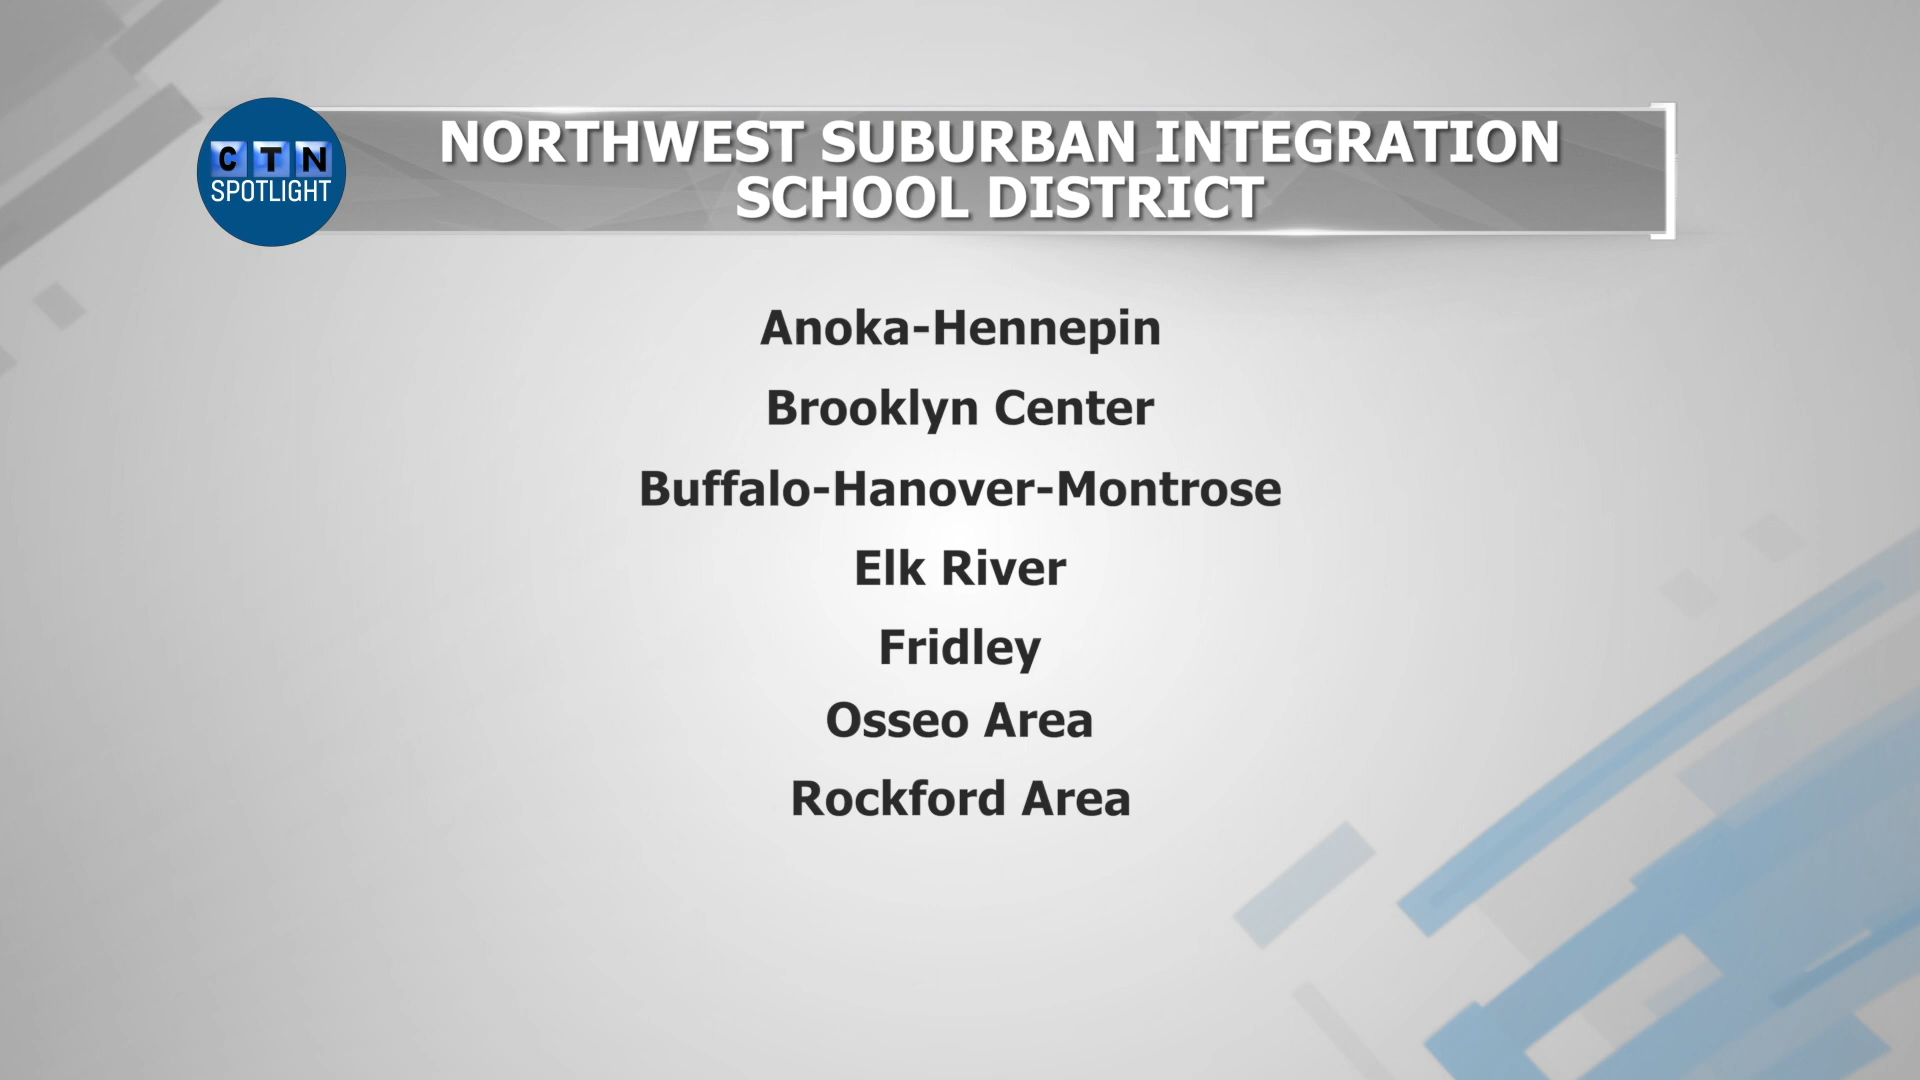 CTN
SPOTLIGHT
NORTHWEST SUBURBAN INTEGRATION
SCHOOL DISTRICT
Anoka-Hennepin
Brooklyn Center
Buffalo-Hanover-Montrose
Elk River
Fridley
Osseo Area
Rockford Area